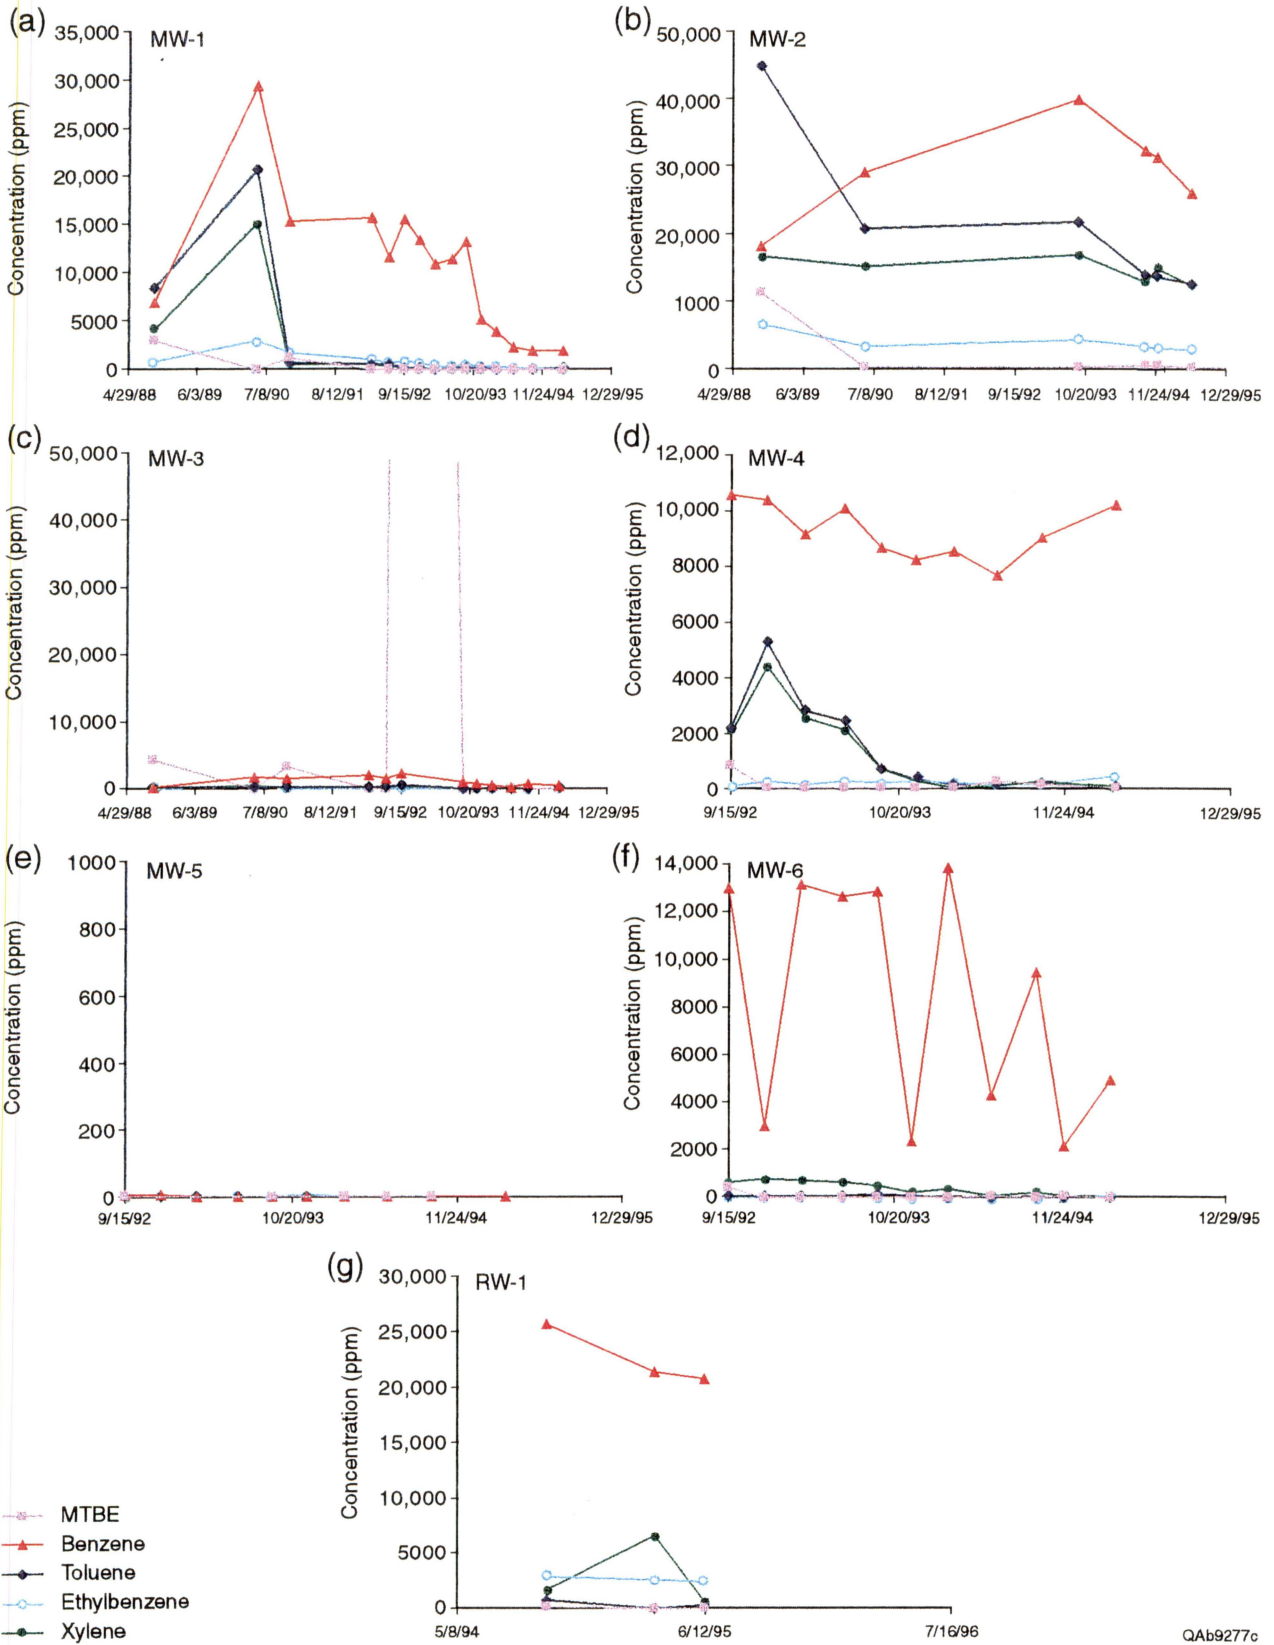 (a)
MW-1
Concentration (ppm)
35,000
30,000
25,000
20,000
15,000
10,000
5000
0
4/29/88 6/3/89 7/8/90 8/12/91 9/15/92 10/20/93 11/24/94 12/29/95
(b)
MW-2
Concentration (ppm)
50,000
40,000
30,000
20,000
1000
0
4/29/88 6/3/89 7/8/90 8/12/91 9/15/92 10/20/93 11/24/94 12/29/95
(c)
MW-3
Concentration (ppm)
50,000
40,000
30,000
20,000
10,000
0
4/29/88 6/3/89 7/8/90 8/12/91 9/15/92 10/20/93 11/24/94 12/29/95
(d)
MW-4
Concentration (ppm)
12,000
10,000
8000
6000
4000
2000
0
9/15/92 10/20/93 11/24/94 12/29/95
(e)
MW-5
Concentration (ppm)
1000
800
600
400
200
0
9/15/92 10/20/93 11/24/94 12/29/95
(f)
MW-6
Concentration (ppm)
14,000
12,000
10,000
8000
6000
4000
2000
0
9/15/92 10/20/93 11/24/94 12/29/95
(g)
RW-1
Concentration (ppm)
30,000
25,000
20,000
15,000
10,000
5000
0
5/8/94 6/12/95 7/16/96
MTBE
Benzene
Toluene
Ethylbenzene
Xylene
QAb9277c